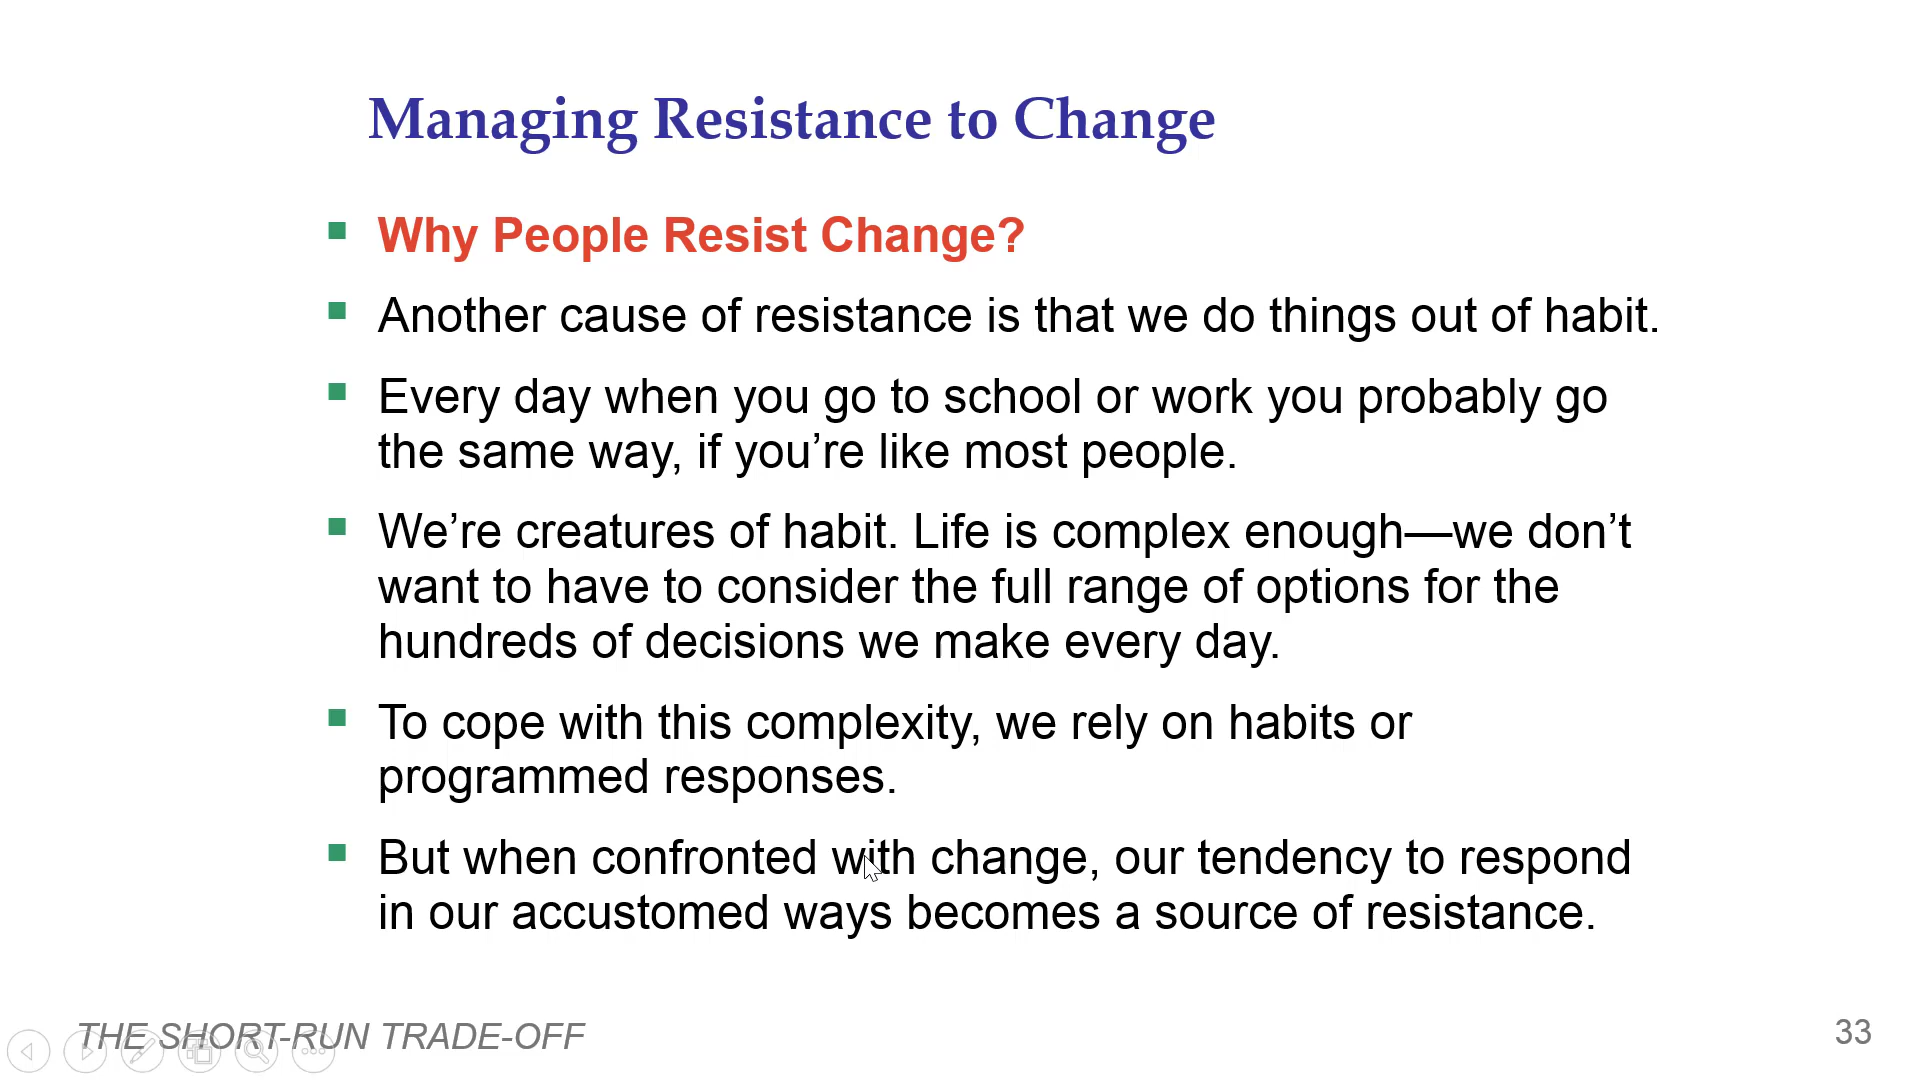 Managing Resistance to Change
Why People Resist Change?
Another cause of resistance is that we do things out of habit.
Every day when you go to school or work you probably go
the same way, if you’re like most people.
We’re creatures of habit. Life is complex enough—we don’t
want to have to consider the full range of options for the
hundreds of decisions we make every day.
To cope with this complexity, we rely on habits or
programmed responses.
But when confronted with change, our tendency to respond
in our accustomed ways becomes a source of resistance.
THE SHORT-RUN TRADE-OFF
33